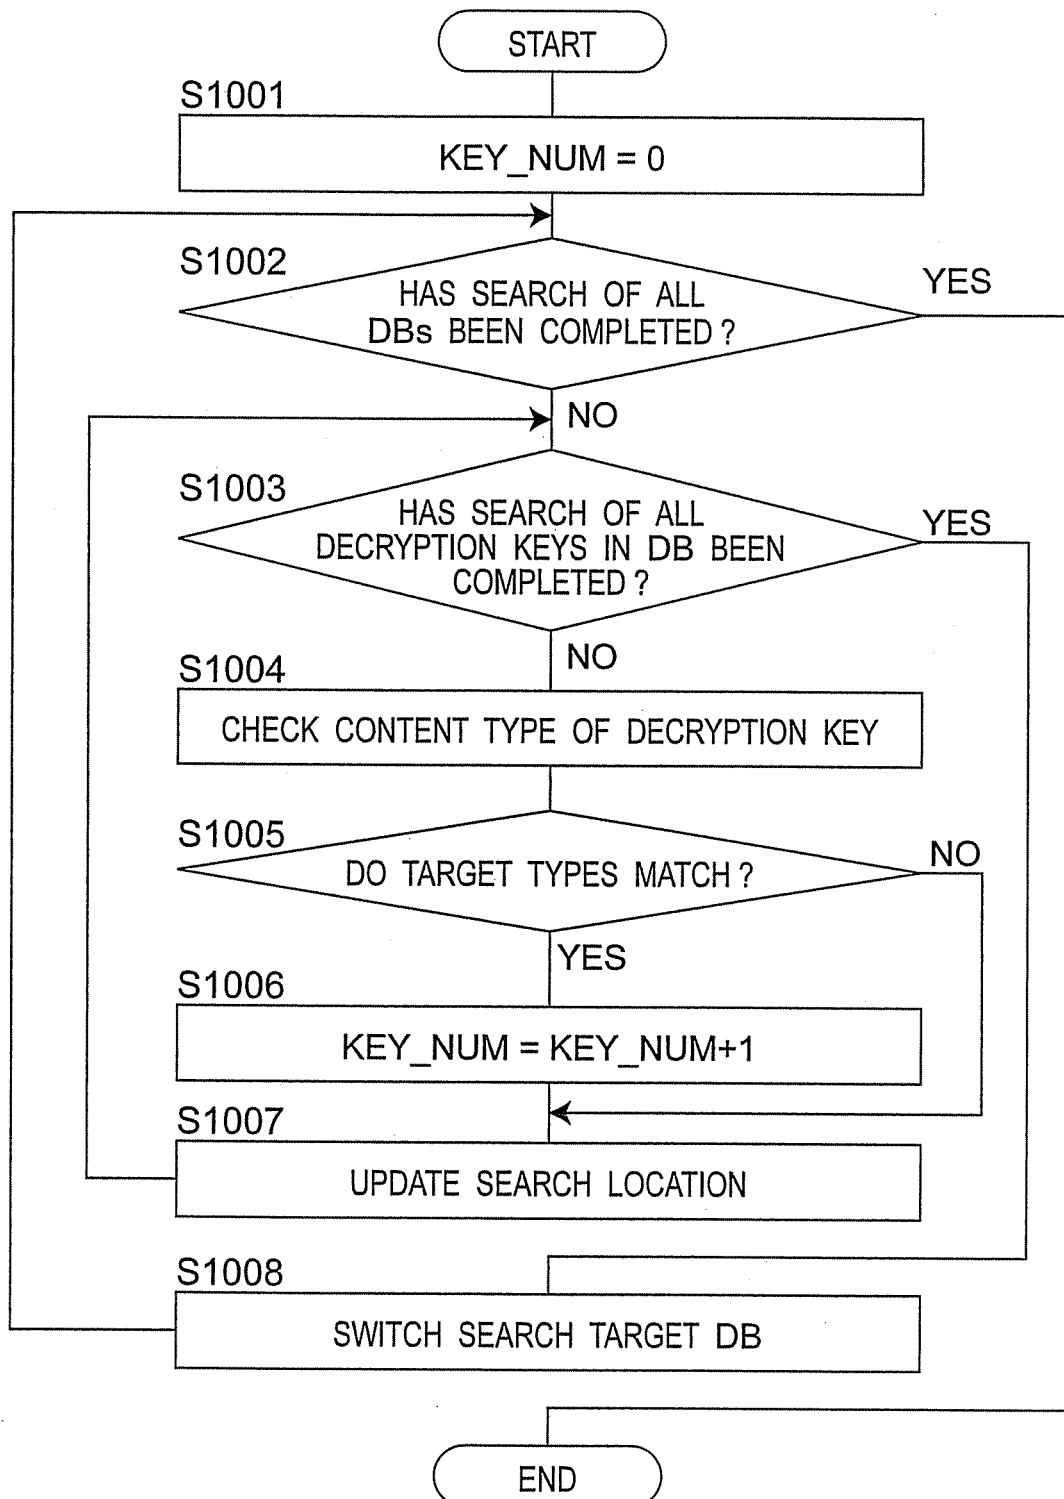 START
S1001
KEY_NUM = 0
S1002
HAS SEARCH OF ALL
DBs BEEN COMPLETED ?
YES
NO
S1003
HAS SEARCH OF ALL
DECRYPTION KEYS IN DB BEEN
COMPLETED ?
YES
NO
S1004
CHECK CONTENT TYPE OF DECRYPTION KEY
S1005
DO TARGET TYPES MATCH ?
NO
YES
S1006
KEY_NUM = KEY_NUM+1
S1007
UPDATE SEARCH LOCATION
S1008
SWITCH SEARCH TARGET DB
END